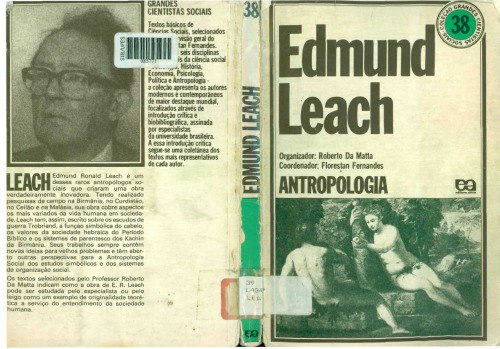 GRANDES
CIENTISTAS SOCIAIS
Textos básicos de
Ciências Sociais, selecionados
visão geral do
stan Fernandes.
seis disciplinas
is da ciência social
História,
Economia, Psicologia,
Política e Antropologia -
a coleção apresenta os autores
modernos e contemporâneos
de maior destaque mundial,
focalizados através de
introdução crítica e
biobibliográfica, assinada
por especialistas
da universidade brasileira.
A essa introdução crítica
segue-se uma coletânea dos
textos mais representativos
de cada autor.
LEACH Edmund Ronald Leach é um
desses raros antropólogos so-
ciais que criaram uma obra
verdadeiramente inovadora. Tendo realizado
pesquisas de campo na Birmânia, no Curdistão,
no Ceilão e na Malásia, sua obra cobre aspectos
os mais variados da vida humana em socieda-
de. Leach tem, assim, escrito sobre os escudos de
guerra Trobriand, a função simbólica do cabelo,
os valores da sociedade hebraica do Período
Bíblico e os sistemas de parentesco dos Kachin
da Birmânia. Seus trabalhos sempre contêm
novas idéias para velhos problemas e têm aber-
to outras perspectivas para a Antropologia
Social dos estudos simbólicos e dos sistemas
de organização social.
Os textos selecionados pelo Professor Roberto
Da Matta indicam como a obra de E. R. Leach
pode ser estudada pelo especialista ou pelo
leigo como um exemplo de originalidade teoré-
tica a serviço do entendimento da sociedade
humana.
38
EDMUND LEACH
39
COLEÇÃO GRANDES CIENTISTAS SOCIAIS
38
Edmund
Leach
Organizador: Roberto Da Matta
Coordenador: Florestan Fernandes
ANTROPOLOGIA